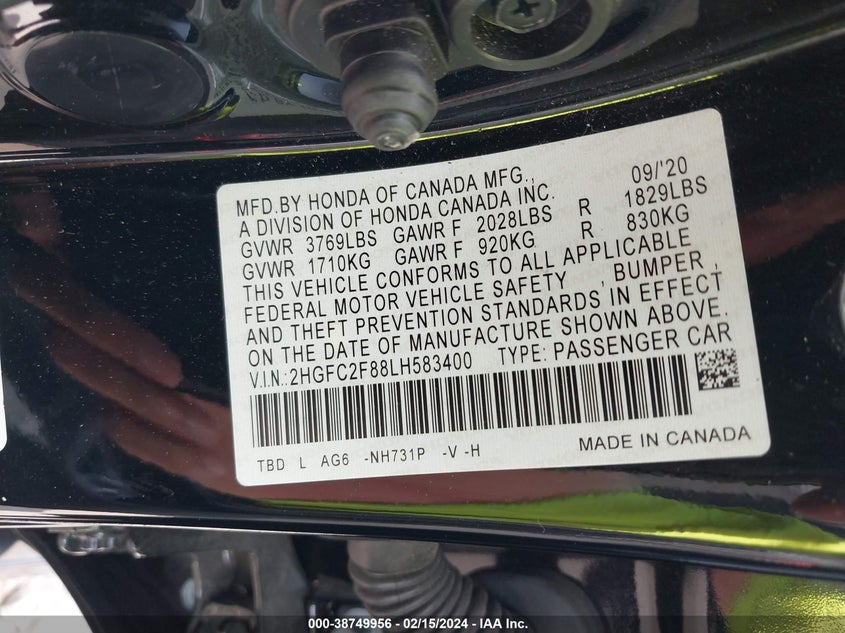 MFD.BY HONDA OF CANADA MFG., 09/'20
A DIVISION OF HONDA CANADA INC.
GVWR 3769LBS GAWR F 2028LBS R 1829LBS
GVWR 1710KG GAWR F 920KG R 830KG
THIS VEHICLE CONFORMS TO ALL APPLICABLE
FEDERAL MOTOR VEHICLE SAFETY , BUMPER ,
AND THEFT PREVENTION STANDARDS IN EFFECT
ON THE DATE OF MANUFACTURE SHOWN ABOVE.
V.I.N.:2HGFC2F88LH583400 TYPE: PASSENGER CAR
TBD L AG6 -NH731P -V -H MADE IN CANADA
000-38749956 - 02/15/2024 - IAA Inc.